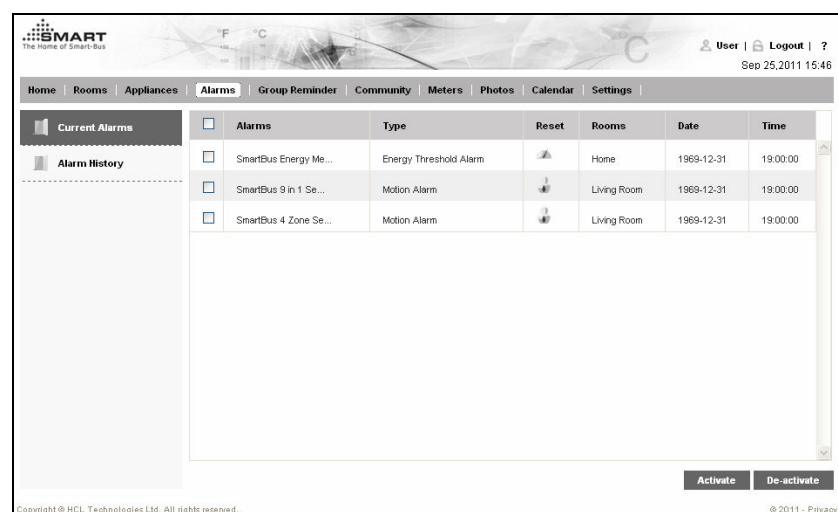 SMART
The Home of Smart-Bus
°F °C
C
User | Logout | ?
Sep 25,2011 15:46
Home | Rooms | Appliances | Alarms | Group Reminder | Community | Meters | Photos | Calendar | Settings |
Current Alarms
Alarm History
Alarms Type Reset Rooms Date Time
SmartBus Energy Me... Energy Threshold Alarm Home 1969-12-31 19:00:00
SmartBus 9 in 1 Se... Motion Alarm Living Room 1969-12-31 19:00:00
SmartBus 4 Zone Se... Motion Alarm Living Room 1969-12-31 19:00:00
Activate De-activate
Copyright © HCL Technologies Ltd. All rights reserved.. © 2011 - Privacy